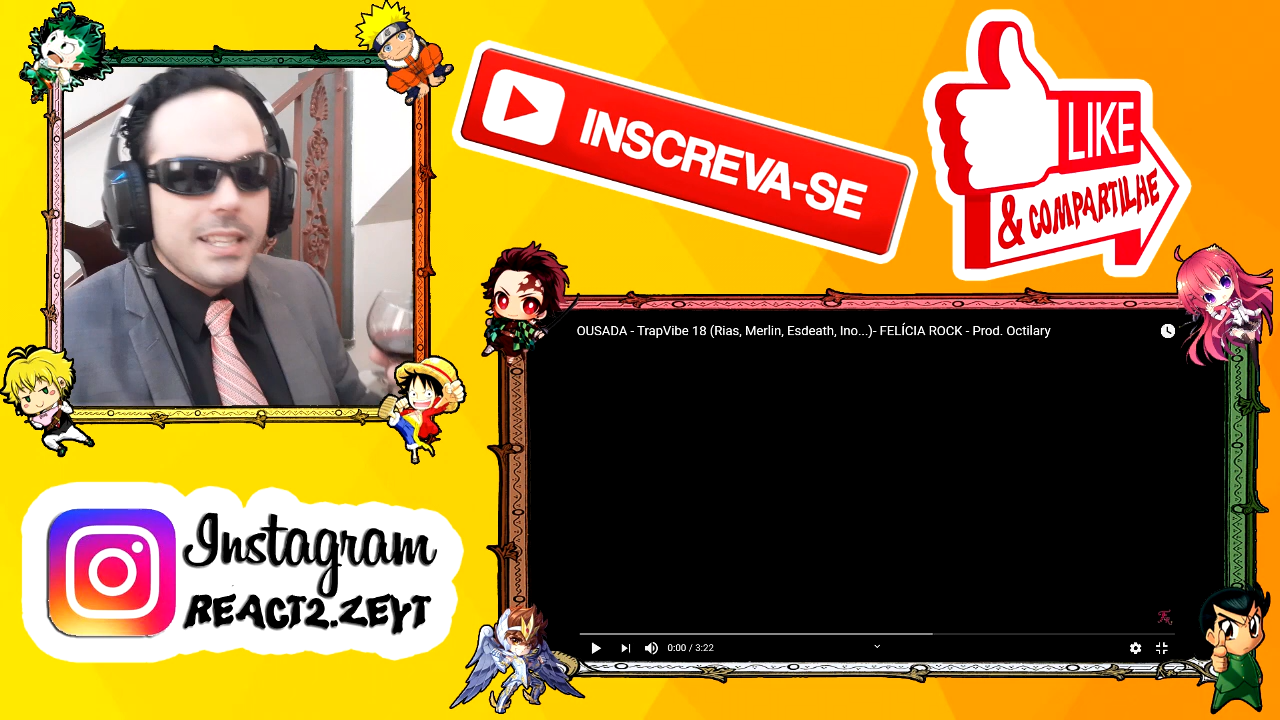 INSCREVA-SE
LIKE
& COMPARTILHE
OUSADA - TrapVibe 18 (Rias, Merlin, Esdeath, Ino...)- FELÍCIA ROCK - Prod. Octilary
Instagram
REACT2.ZEYT
0:00 / 3:22